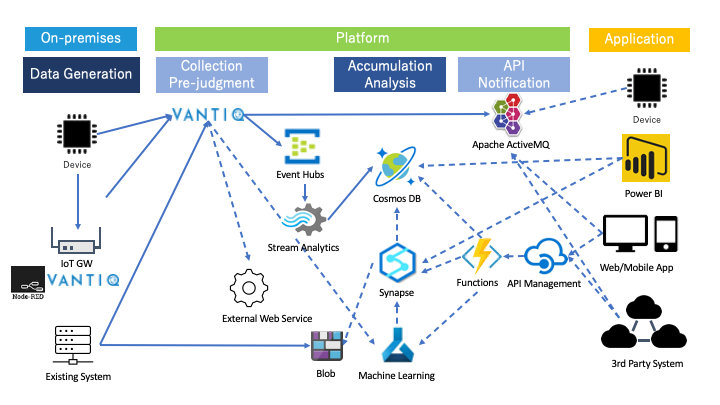 On-premises
Platform
Application
Data Generation
Collection
Pre-judgment
Accumulation
Analysis
API
Notification
VANTIQ
Device
Apache ActiveMQ
Device
Event Hubs
Cosmos DB
Power BI
Stream Analytics
IoT GW
Node-RED
VANTIQ
External Web Service
Synapse
Functions
API Management
Web/Mobile App
Existing System
Blob
Machine Learning
3rd Party System